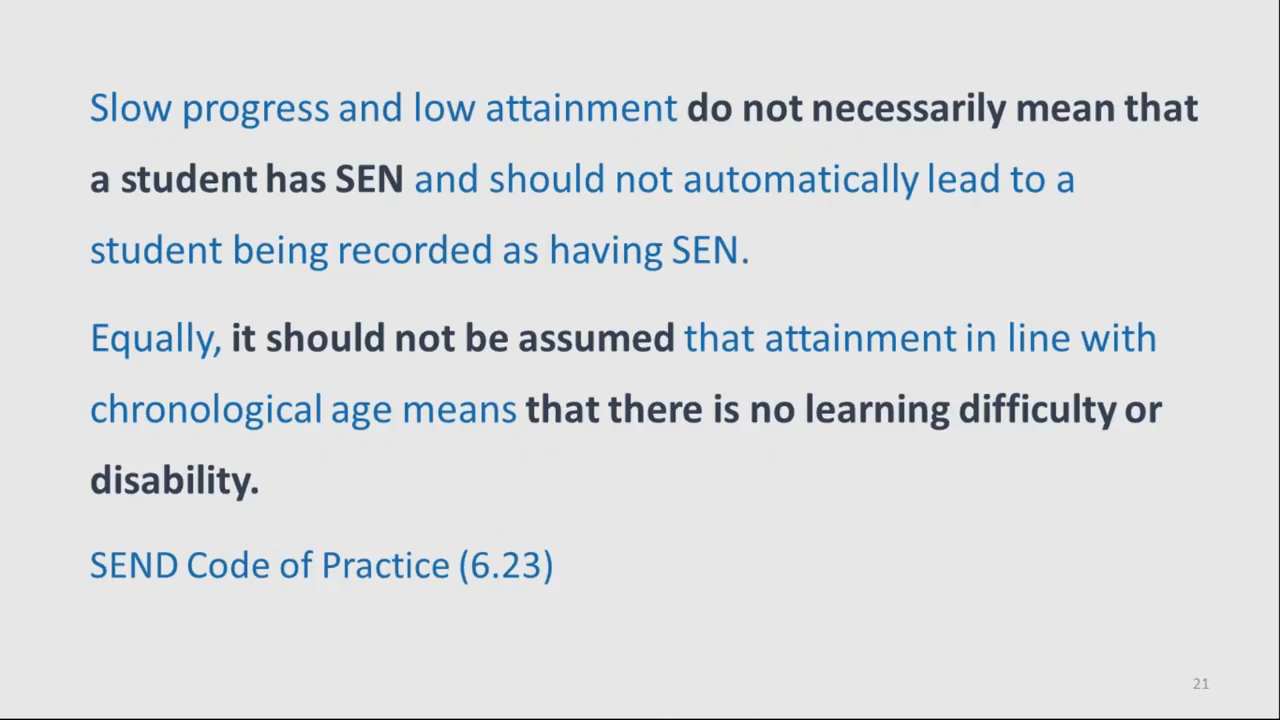 Slow progress and low attainment do not necessarily mean that
a student has SEN and should not automatically lead to a
student being recorded as having SEN.
Equally, it should not be assumed that attainment in line with
chronological age means that there is no learning difficulty or
disability.
SEND Code of Practice (6.23)
21